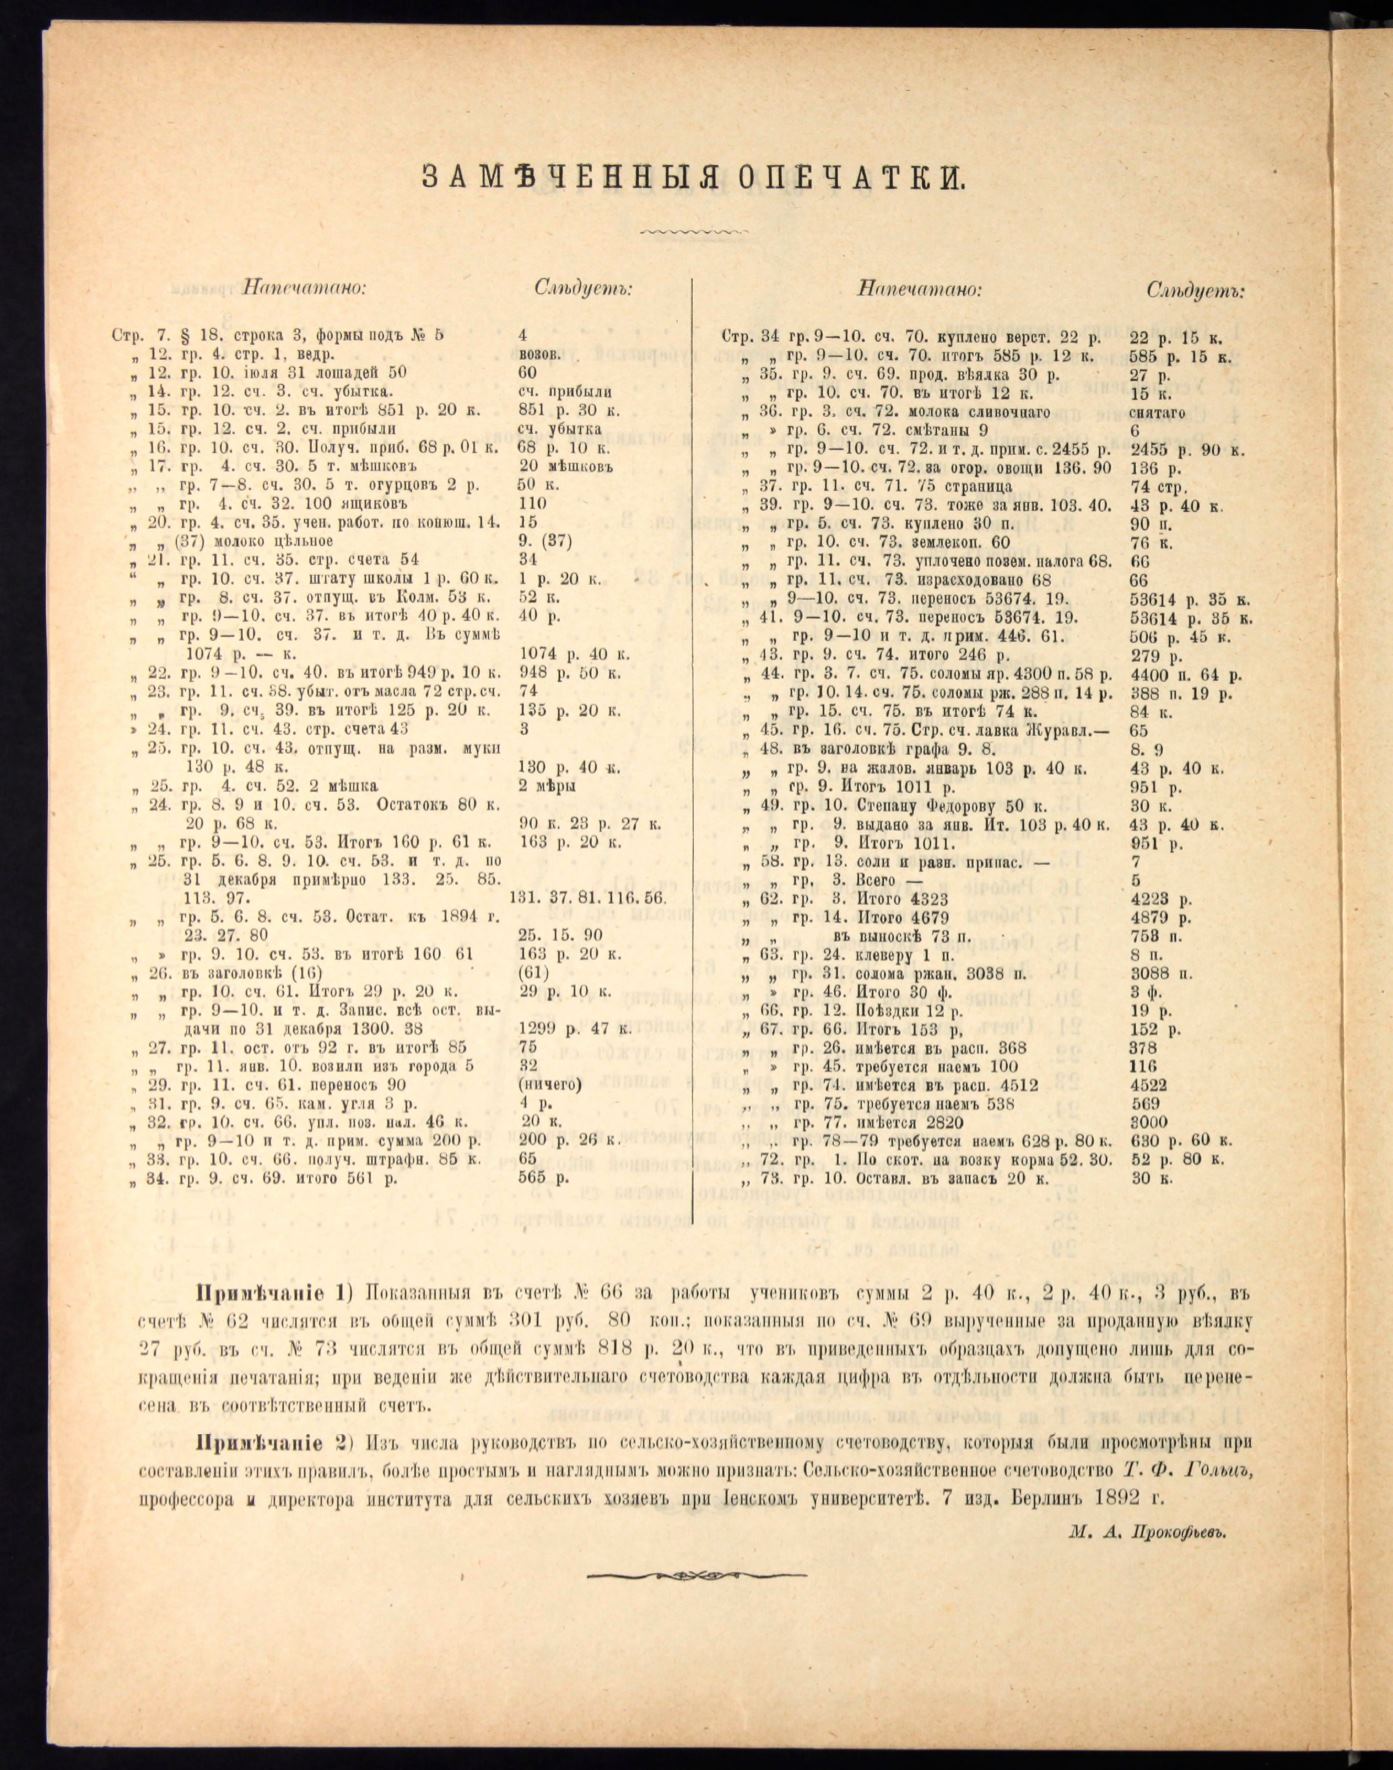 ЗАМѢЧЕННЫЯ ОПЕЧАТКИ.
Напечатано: Слѣдуетъ:
Стр. 7. § 18. строка 3, формы подъ № 5 4
„ 12. гр. 4. стр. 1, ведр. возов.
„ 12. гр. 10. іюля 31 лошадей 50 60
„ 14. гр. 12. сч. 3. сч. убытка. сч. прибыли
„ 15. гр. 10. сч. 2. въ итогѣ 851 р. 20 к. 851 р. 30 к.
„ 15. гр. 12. сч. 2. сч. прибыли сч. убытка
„ 16. гр. 10. сч. 30. Получ. приб. 68 р. 01 к. 68 р. 10 к.
„ 17. гр. 4. сч. 30. 5 т. мѣшковъ 20 мѣшковъ
„ „ гр. 7—8. сч. 30. 5 т. огурцовъ 2 р. 50 к.
„ „ гр. 4. сч. 32. 100 ящиковъ 110
„ 20. гр. 4. сч. 35. учен. работ. по конюш. 14. 15
„ „ (37) молоко цѣльное 9. (37)
„ 21. гр. 11. сч. 35. стр. счета 54 34
“ „ гр. 10. сч. 37. штату школы 1 р. 60 к. 1 р. 20 к.
„ „ гр. 8. сч. 37. отпущ. въ Колм. 53 к. 52 к.
„ „ гр. 9—10. сч. 37. въ итогѣ 40 р. 40 к. 40 р.
„ „ гр. 9—10. сч. 37. и т. д. Въ суммѣ
1074 р. — к. 1074 р. 40 к.
„ 22. гр. 9—10. сч. 40. въ итогѣ 949 р. 10 к. 948 р. 50 к.
„ 23. гр. 11. сч. 38. убыт. отъ масла 72 стр. сч. 74
„ „ гр. 9. сч. 39. въ итогѣ 125 р. 20 к. 135 р. 20 к.
» 24. гр. 11. сч. 43. стр. счета 43 3
„ 25. гр. 10. сч. 43. отпущ. на разм. муки
130 р. 48 к. 130 р. 40 к.
„ 25. гр. 4. сч. 52. 2 мѣшка 2 мѣры
„ 24. гр. 8. 9 и 10. сч. 53. Остатокъ 80 к.
20 р. 68 к. 90 к. 23 р. 27 к.
„ „ гр. 9—10. сч. 53. Итогъ 160 р. 61 к. 163 р. 20 к.
„ 25. гр. 5. 6. 8. 9. 10. сч. 53. и т. д. по
31 декабря примѣрно 133. 25. 85.
113. 97. 131. 37. 81. 116. 56.
„ „ гр. 5. 6. 8. сч. 53. Остат. къ 1894 г.
23. 27. 80 25. 15. 90
„ » гр. 9. 10. сч. 53. въ итогѣ 160 61 163 р. 20 к.
„ 26. въ заголовкѣ (16) (61)
„ „ гр. 10. сч. 61. Итогъ 29 р. 20 к. 29 р. 10 к.
„ „ гр. 9—10. и т. д. Запис. всѣ ост. вы-
дачи по 31 декабря 1300. 38 1299 р. 47 к.
„ 27. гр. 11. ост. отъ 92 г. въ итогѣ 85 75
„ „ гр. 11. янв. 10. возили изъ города 5 32
„ 29. гр. 11. сч. 61. переносъ 90 (ничего)
„ 31. гр. 9. сч. 65. кам. угля 3 р. 4 р.
„ 32. гр. 10. сч. 66. упл. поз. нал. 46 к. 20 к.
„ „ гр. 9—10 и т. д. прим. сумма 200 р. 200 р. 26 к.
„ 33. гр. 10. сч. 66. получ. штрафн. 85 к. 65
„ 34. гр. 9. сч. 69. итого 561 р. 565 р.
Напечатано: Слѣдуетъ:
Стр. 34 гр. 9—10. сч. 70. куплено верст. 22 р. 22 р. 15 к.
„ „ гр. 9—10. сч. 70. итогъ 585 р. 12 к. 585 р. 15 к.
„ 35. гр. 9. сч. 69. прод. вѣялка 30 р. 27 р.
„ „ гр. 10. сч. 70. въ итогѣ 12 к. 15 к.
„ 36. гр. 3. сч. 72. молока сливочнаго снятаго
„ » гр. 6. сч. 72. смѣтаны 9 6
„ „ гр. 9—10. сч. 72. и т. д. прим. с. 2455 р. 2455 р. 90 к.
„ „ гр. 9—10. сч. 72. за огор. овощи 136. 90 136 р.
„ 37. гр. 11. сч. 71. 75 страница 74 стр.
„ 39. гр. 9—10. сч. 73. тоже за янв. 103. 40. 43 р. 40 к.
„ „ гр. 5. сч. 73. куплено 30 п. 90 п.
„ „ гр. 10. сч. 73. землекоп. 60 76 к.
„ „ гр. 11. сч. 73. уплочено позем. налога 68. 66
„ „ гр. 11. сч. 73. израсходовано 68 66
„ „ 9—10. сч. 73. переносъ 53674. 19. 53614 р. 35 к.
„ 41. 9—10. сч. 73. переносъ 53674. 19. 53614 р. 35 к.
„ „ гр. 9—10 и т. д. прим. 446. 61. 506 р. 45 к.
„ 43. гр. 9. сч. 74. итого 246 р. 279 р.
„ 44. гр. 3. 7. сч. 75. соломы яр. 4300 п. 58 р. 4400 п. 64 р.
„ „ гр. 10. 14. сч. 75. соломы рж. 288 п. 14 р. 388 п. 19 р.
„ „ гр. 15. сч. 75. въ итогѣ 74 к. 84 к.
„ 45. гр. 16. сч. 75. Стр. сч. лавка Журавл.— 65
„ 48. въ заголовкѣ графа 9. 8. 8. 9
„ „ гр. 9. на жалов. январь 103 р. 40 к. 43 р. 40 к.
„ „ гр. 9. Итогъ 1011 р. 951 р.
„ 49. гр. 10. Степану Федорову 50 к. 30 к.
„ „ гр. 9. выдано за янв. Ит. 103 р. 40 к. 43 р. 40 к.
„ „ гр. 9. Итогъ 1011. 951 р.
„ 58. гр. 13. соли и разн. припас. — 7
„ „ гр. 3. Всего — 5
„ 62. гр. 3. Итого 4323 4223 р.
„ „ гр. 14. Итого 4679 4879 р.
„ „ въ выноскѣ 73 п. 753 п.
„ 63. гр. 24. клеверу 1 п. 8 п.
„ „ гр. 31. солома ржан. 3038 п. 3088 п.
„ » гр. 46. Итого 30 ф. 3 ф.
„ 66. гр. 12. Поѣздки 12 р. 19 р.
„ 67. гр. 66. Итогъ 153 р, 152 р.
„ „ гр. 26. имѣется въ расп. 368 378
„ » гр. 45. требуется наемъ 100 116
„ „ гр. 74. имѣется въ расп. 4512 4522
„ „ гр. 75. требуется наемъ 538 569
„ „ гр. 77. имѣется 2820 3000
„ „ гр. 78—79 требуется наемъ 628 р. 80 к. 630 р. 60 к.
„ 72. гр. 1. По скот. на возку корма 52. 30. 52 р. 80 к.
„ 73. гр. 10. Оставл. въ запасъ 20 к. 30 к.
Примѣчаніе 1) Показанныя въ счетѣ № 66 за работы учениковъ суммы 2 р. 40 к., 2 р. 40 к., 3 руб., въ
счетѣ № 62 числятся въ общей суммѣ 301 руб. 80 коп.; показанныя по сч. № 69 вырученные за проданную вѣялку
27 руб. въ сч. № 73 числятся въ общей суммѣ 818 р. 20 к., что въ приведенныхъ образцахъ допущено лишь для со-
кращенія печатанія; при веденіи же дѣйствительнаго счетоводства каждая цифра въ отдѣльности должна быть перене-
сена въ соотвѣтственный счетъ.
Примѣчаніе 2) Изъ числа руководствъ по сельско-хозяйственному счетоводству, которыя были просмотрѣны при
составленіи этихъ правилъ, болѣе простымъ и нагляднымъ можно признать: Сельско-хозяйственное счетоводство Т. Ф. Гольцъ,
профессора и директора института для сельскихъ хозяевъ при Іенскомъ университетѣ. 7 изд. Берлинъ 1892 г.
М. А. Прокофьевъ.